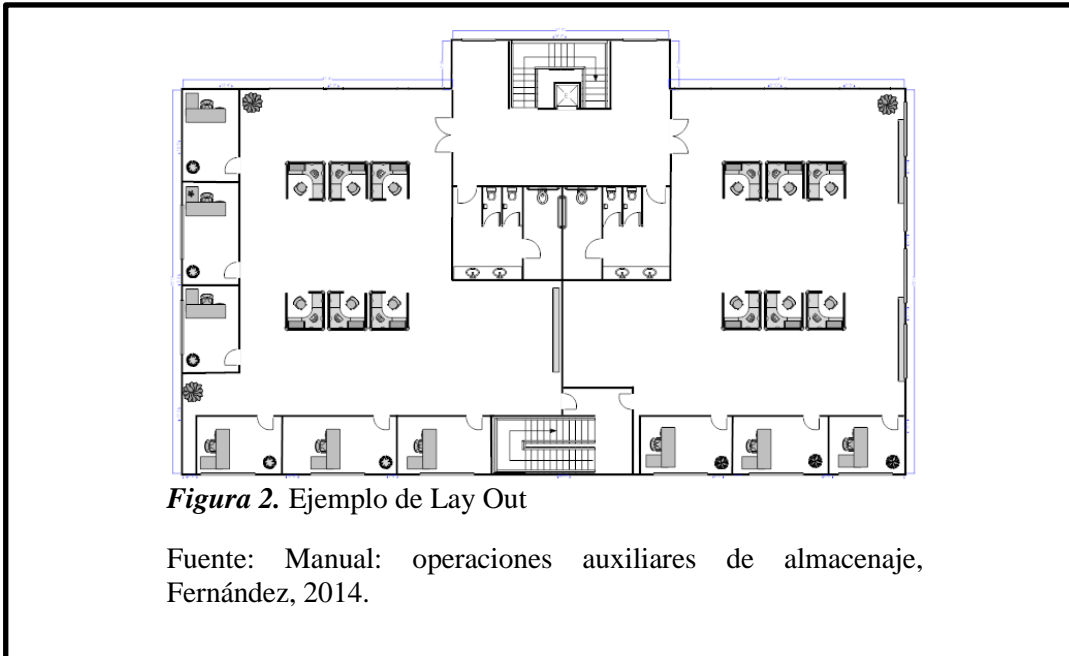 Figura 2. Ejemplo de Lay Out
Fuente: Manual: operaciones auxiliares de almacenaje,
Fernández, 2014.